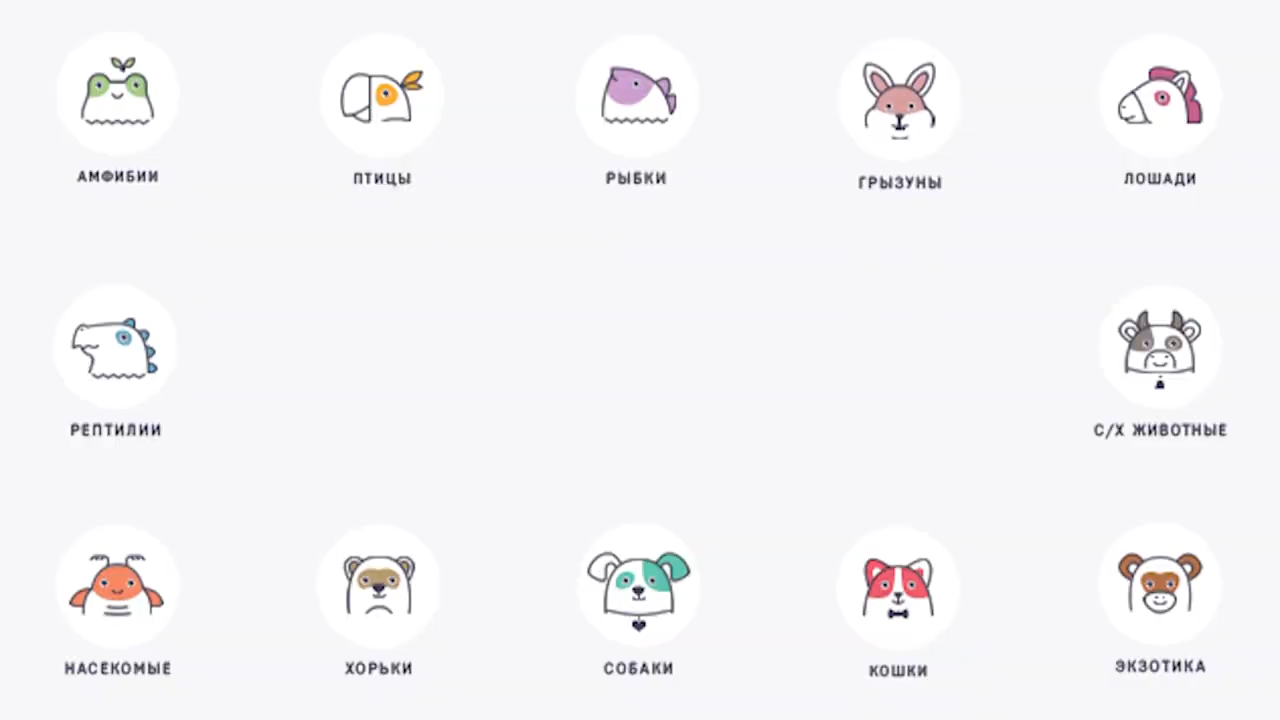 АМФИБИИ
ПТИЦЫ
РЫБКИ
ГРЫЗУНЫ
ЛОШАДИ
РЕПТИЛИИ
С/Х ЖИВОТНЫЕ
НАСЕКОМЫЕ
ХОРЬКИ
СОБАКИ
КОШКИ
ЭКЗОТИКА